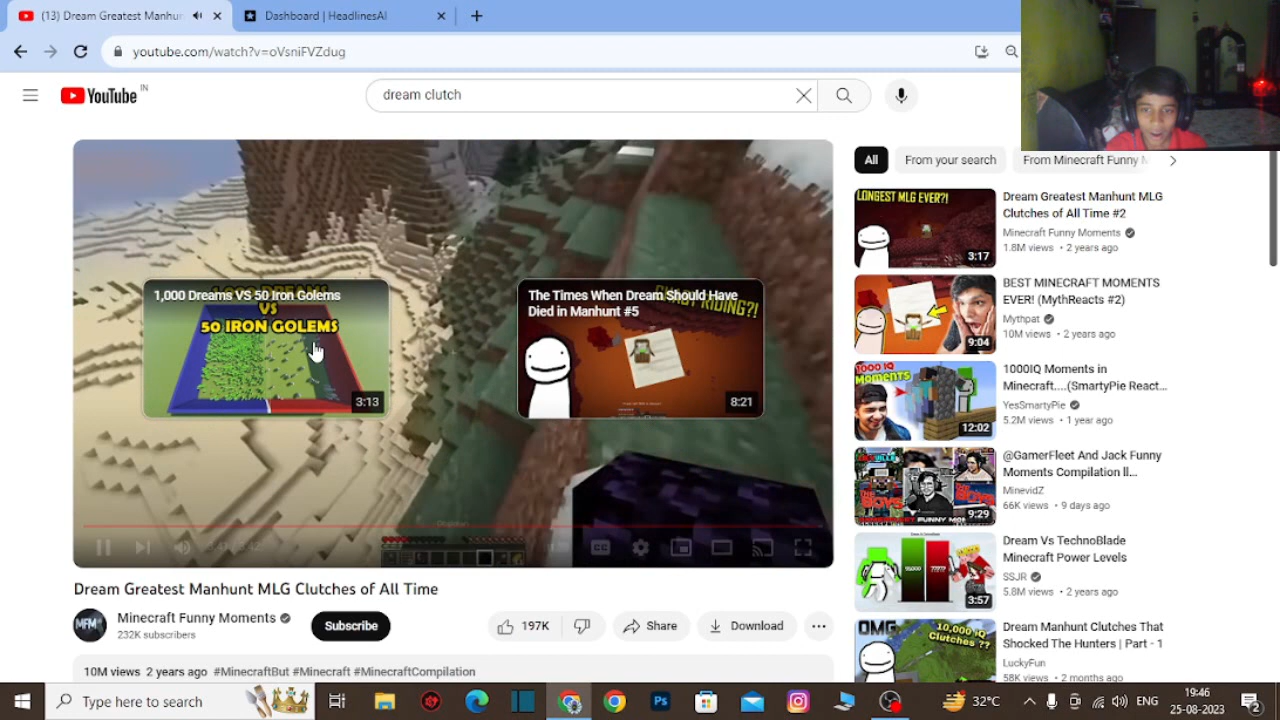 (13) Dream Greatest Manhun
Dashboard | HeadlinesAI
youtube.com/watch?v=oVsniFVZdug
YouTube IN
dream clutch
All
From your search
From Minecraft Funny M
1,000 Dreams VS 50 Iron Golems
VS
50 IRON GOLEMS
3:13
The Times When Dream Should Have
Died in Manhunt #5
RIDING?!
8:21
Dream Greatest Manhunt MLG Clutches of All Time
MFM
Minecraft Funny Moments
232K subscribers
Subscribe
197K
Share
Download
10M views 2 years ago #MinecraftBut #Minecraft #MinecraftCompilation
LONGEST MLG EVER?!
3:17
Dream Greatest Manhunt MLG
Clutches of All Time #2
Minecraft Funny Moments
1.8M views • 2 years ago
9:04
BEST MINECRAFT MOMENTS
EVER! (MythReacts #2)
Mythpat
10M views • 2 years ago
1000 IQ
MOMENTS
12:02
1000IQ Moments in
Minecraft....(SmartyPie React...
YesSmartyPie
5.2M views • 1 year ago
9:29
@GamerFleet And Jack Funny
Moments Compilation ll...
MinevidZ
66K views • 9 days ago
3:57
Dream Vs TechnoBlade
Minecraft Power Levels
SSJR
5.8M views • 2 years ago
OMG
10,000 IQ
Clutches ??
Dream Manhunt Clutches That
Shocked The Hunters | Part - 1
LuckyFun
58K views • 2 months ago
Type here to search
32°C
ENG
19:46
25-08-2023
2